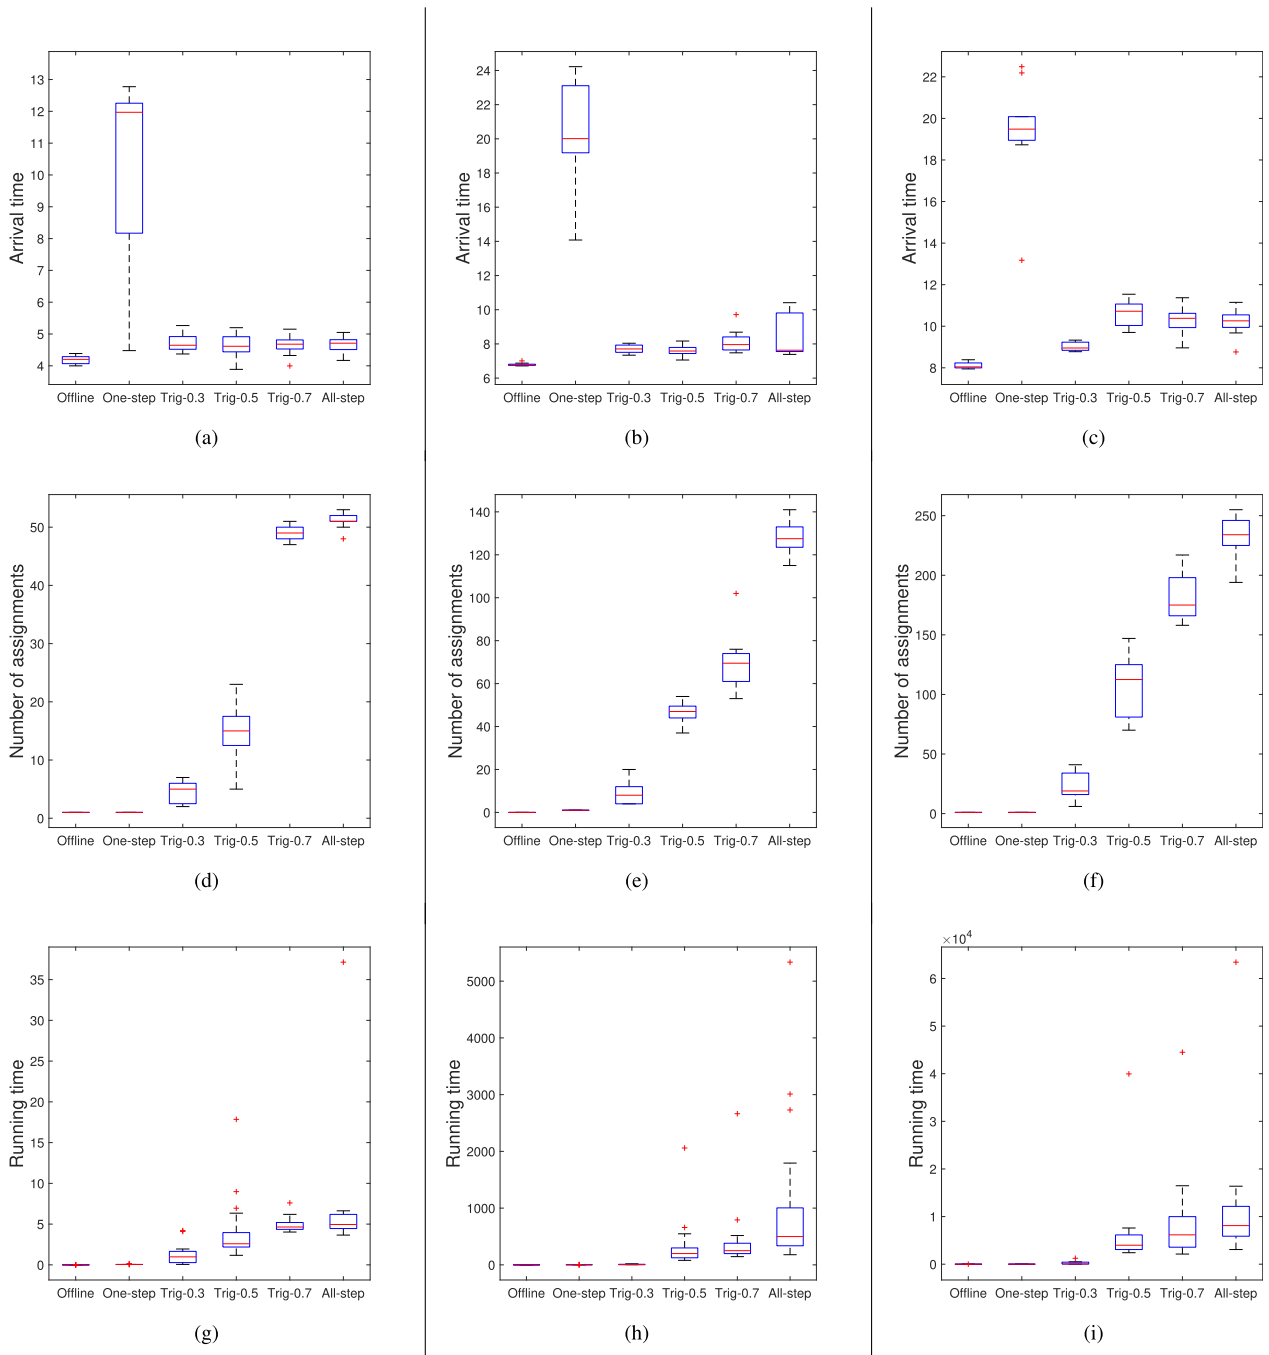 13
12
11
10
9
8
7
6
5
4
Arrival time
Offline One-step Trig-0.3 Trig-0.5 Trig-0.7 All-step
(a)
24
22
20
18
16
14
12
10
8
6
Arrival time
Offline One-step Trig-0.3 Trig-0.5 Trig-0.7 All-step
(b)
22
20
18
16
14
12
10
8
Arrival time
Offline One-step Trig-0.3 Trig-0.5 Trig-0.7 All-step
(c)
50
40
30
20
10
0
Number of assignments
Offline One-step Trig-0.3 Trig-0.5 Trig-0.7 All-step
(d)
140
120
100
80
60
40
20
0
Number of assignments
Offline One-step Trig-0.3 Trig-0.5 Trig-0.7 All-step
(e)
250
200
150
100
50
0
Number of assignments
Offline One-step Trig-0.3 Trig-0.5 Trig-0.7 All-step
(f)
35
30
25
20
15
10
5
0
Running time
Offline One-step Trig-0.3 Trig-0.5 Trig-0.7 All-step
(g)
5000
4000
3000
2000
1000
0
Running time
Offline One-step Trig-0.3 Trig-0.5 Trig-0.7 All-step
(h)
×10⁴
6
5
4
3
2
1
0
Running time
Offline One-step Trig-0.3 Trig-0.5 Trig-0.7 All-step
(i)